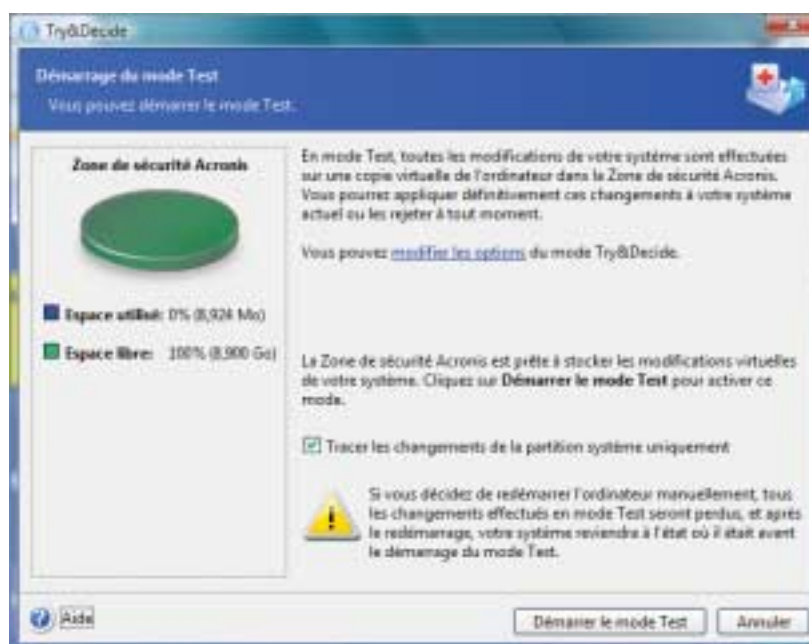 Try&Decide
Démarrage du mode Test
Vous pouvez démarrer le mode Test.
Zone de sécurité Acronis
Espace utilisé: 0% (8,924 Mo)
Espace libre: 100% (8,900 Go)
En mode Test, toutes les modifications de votre système sont effectuées
sur une copie virtuelle de l'ordinateur dans la Zone de sécurité Acronis.
Vous pourrez appliquer définitivement ces changements à votre système
actuel ou les rejeter à tout moment.
Vous pouvez modifier les options du mode Try&Decide.
La Zone de sécurité Acronis est prête à stocker les modifications virtuelles
de votre système. Cliquez sur Démarrer le mode Test pour activer ce
mode.
Tracer les changements de la partition système uniquement
Si vous décidez de redémarrer l'ordinateur manuellement, tous
les changements effectués en mode Test seront perdus, et après
le redémarrage, votre système reviendra à l'état où il était avant
le démarrage du mode Test.
Aide
Démarrer le mode Test
Annuler